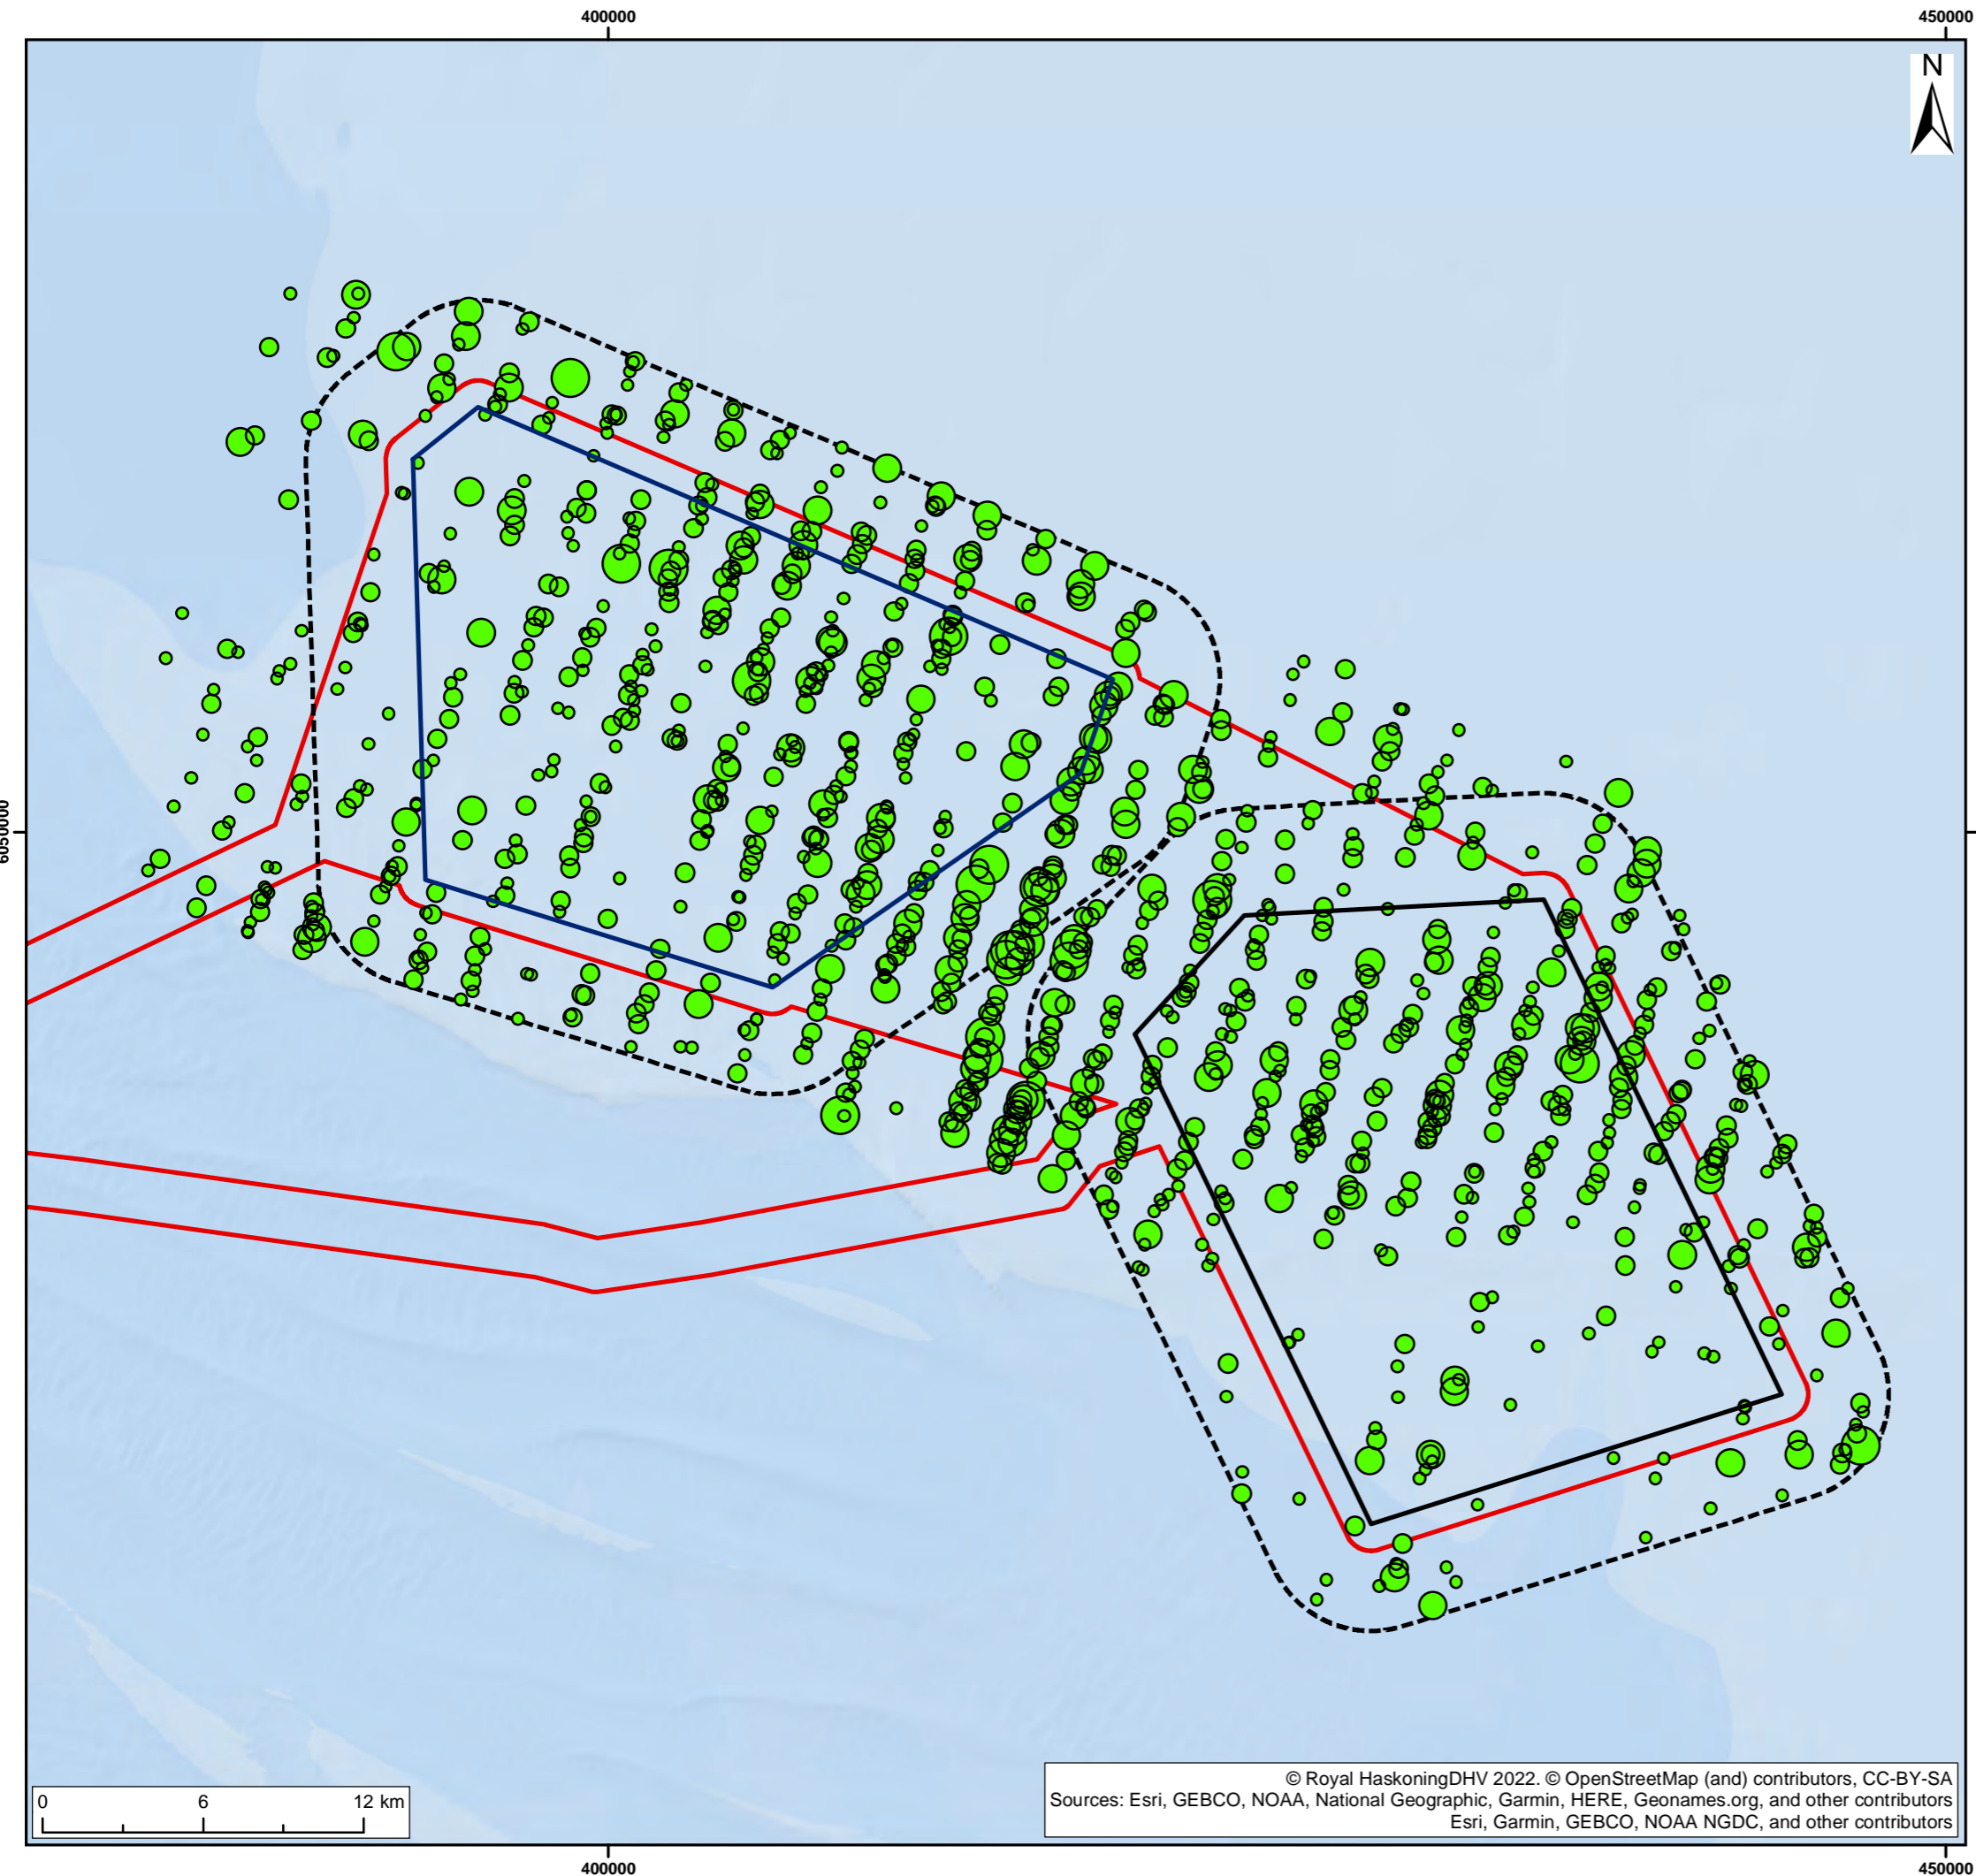 400000
450000
N
6050000
0 6 12 km
© Royal HaskoningDHV 2022. © OpenStreetMap (and) contributors, CC-BY-SA
Sources: Esri, GEBCO, NOAA, National Geographic, Garmin, HERE, Geonames.org, and other contributors
Esri, Garmin, GEBCO, NOAA NGDC, and other contributors
400000
450000